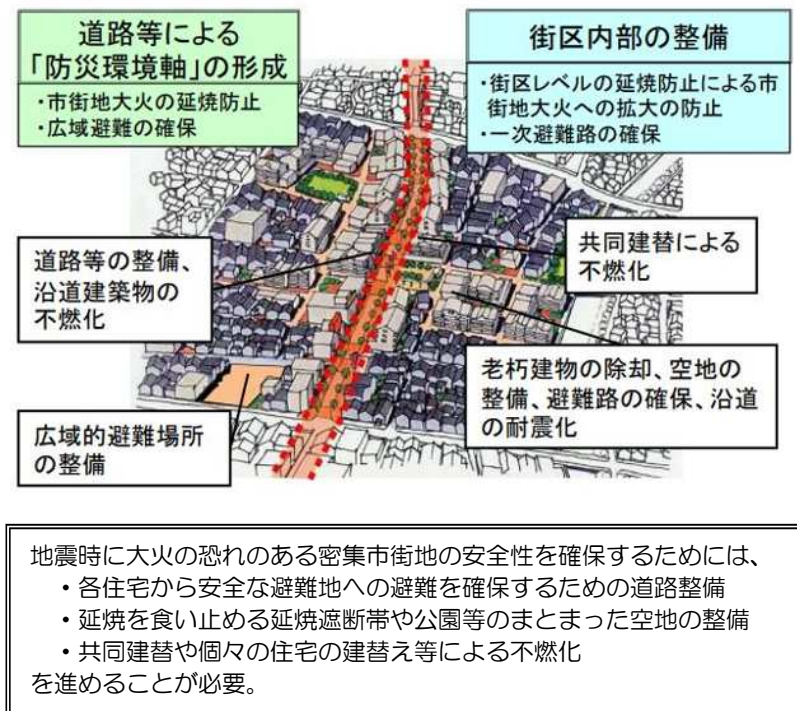 道路等による
「防災環境軸」の形成
・市街地大火の延焼防止
・広域避難の確保
街区内部の整備
・街区レベルの延焼防止による市
街地大火への拡大の防止
・一次避難路の確保
道路等の整備、
沿道建築物の
不燃化
共同建替による
不燃化
老朽建物の除却、空地の
整備、避難路の確保、沿道
の耐震化
広域的避難場所
の整備
地震時に大火の恐れのある密集市街地の安全性を確保するためには、
・各住宅から安全な避難地への避難を確保するための道路整備
・延焼を食い止める延焼遮断帯や公園等のまとまった空地の整備
・共同建替や個々の住宅の建替え等による不燃化
を進めることが必要。